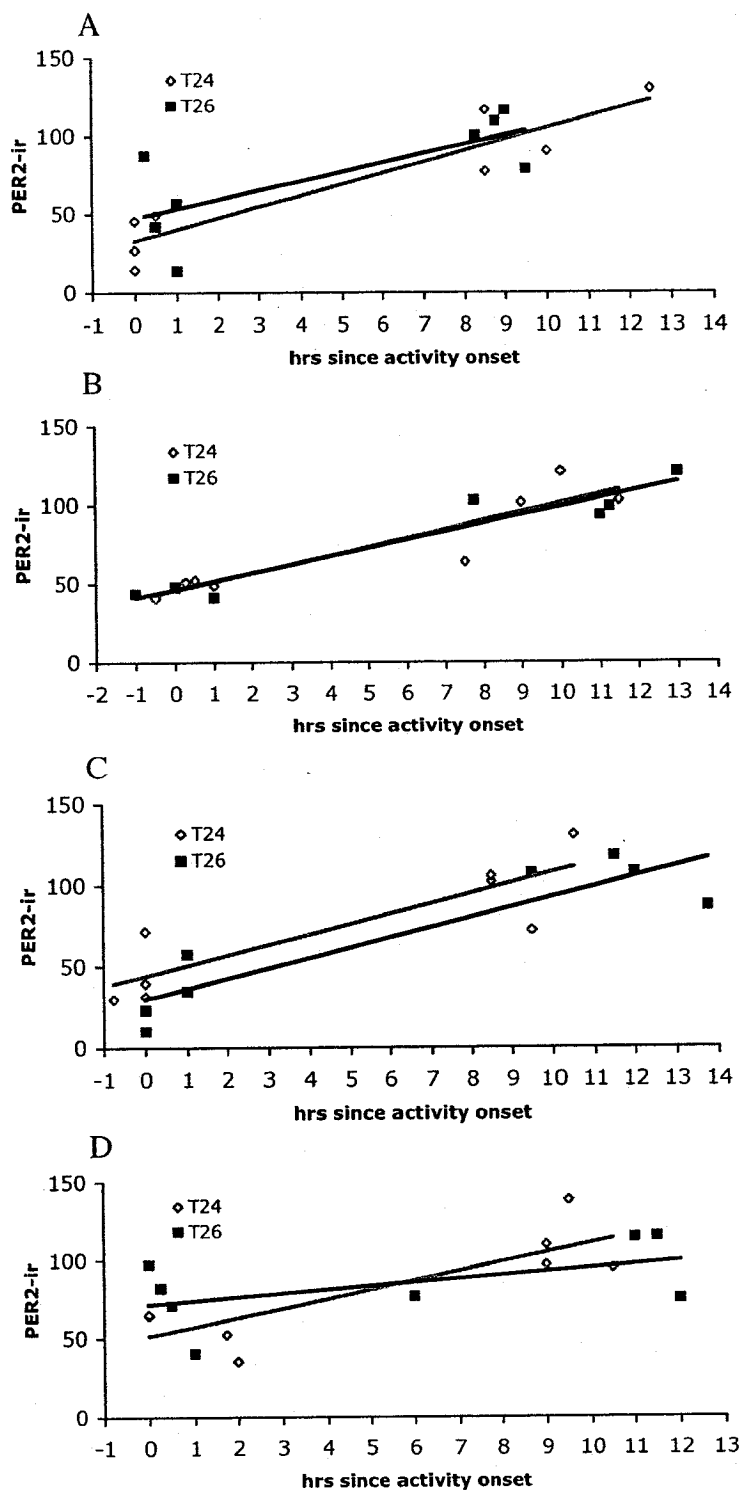 A
150
100
50
0
PER2-ir
◇ T24
■ T26
-1 0 1 2 3 4 5 6 7 8 9 10 11 12 13 14
hrs since activity onset
B
150
100
50
0
PER2-ir
◇ T24
■ T26
-2 -1 0 1 2 3 4 5 6 7 8 9 10 11 12 13 14
hrs since activity onset
C
150
100
50
0
PER2-ir
◇ T24
■ T26
-1 0 1 2 3 4 5 6 7 8 9 10 11 12 13 14
hrs since activity onset
D
150
100
50
0
PER2-ir
◇ T24
■ T26
-1 0 1 2 3 4 5 6 7 8 9 10 11 12 13
hrs since activity onset